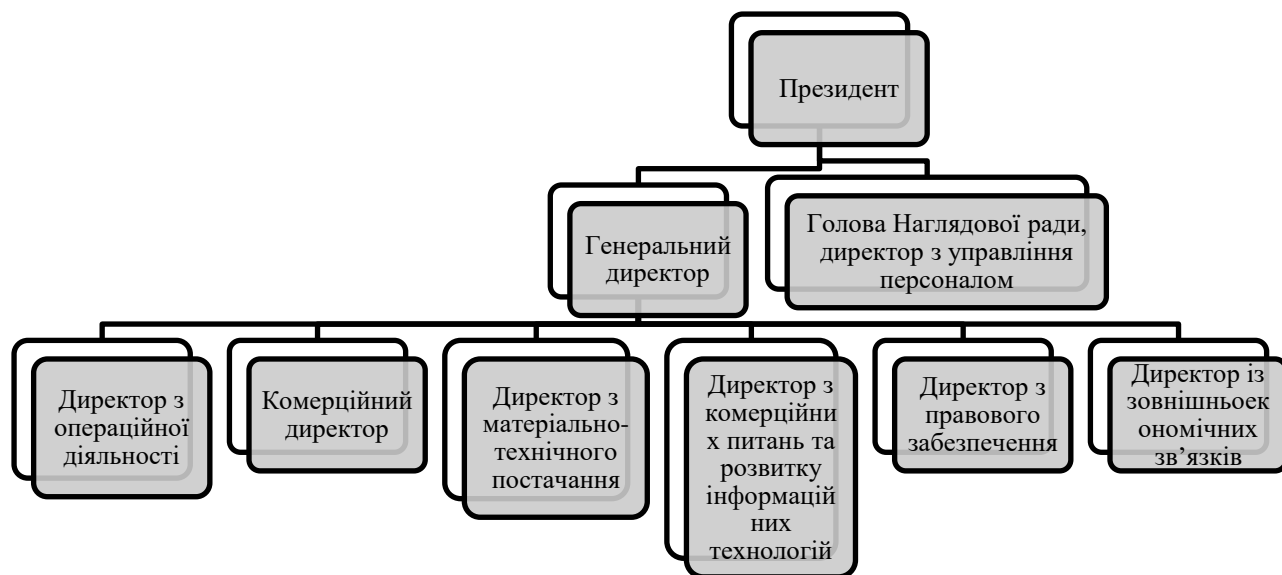 Президент
Генеральний
директор
Голова Наглядової ради,
директор з управління
персоналом
Директор з
операційної
діяльності
Комерційний
директор
Директор з
матеріально-
технічного
постачання
Директор з
комерційни
х питань та
розвитку
інформацій
них
технологій
Директор з
правового
забезпечення
Директор із
зовнішньоек
ономічних
зв’язків